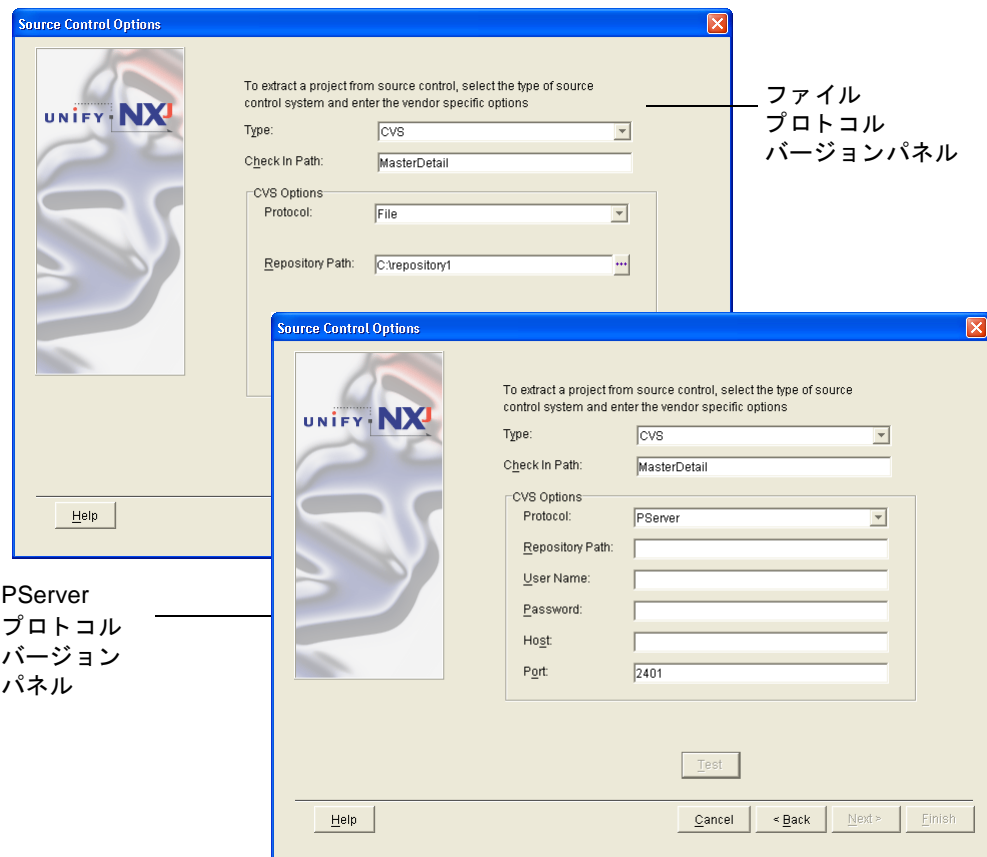 Source Control Options
UNiFY·NXJ
To extract a project from source control, select the type of source
control system and enter the vendor specific options
Type: CVS
Check In Path: MasterDetail
CVS Options
Protocol: File
Repository Path: C:\repository1 ...
Help
ファイル
プロトコル
バージョンパネル
Source Control Options
UNiFY·NXJ
To extract a project from source control, select the type of source
control system and enter the vendor specific options
Type: CVS
Check In Path: MasterDetail
CVS Options
Protocol: PServer
Repository Path:
User Name:
Password:
Host:
Port: 2401
Test
Help Cancel < Back Next > Finish
PServer
プロトコル
バージョン
パネル